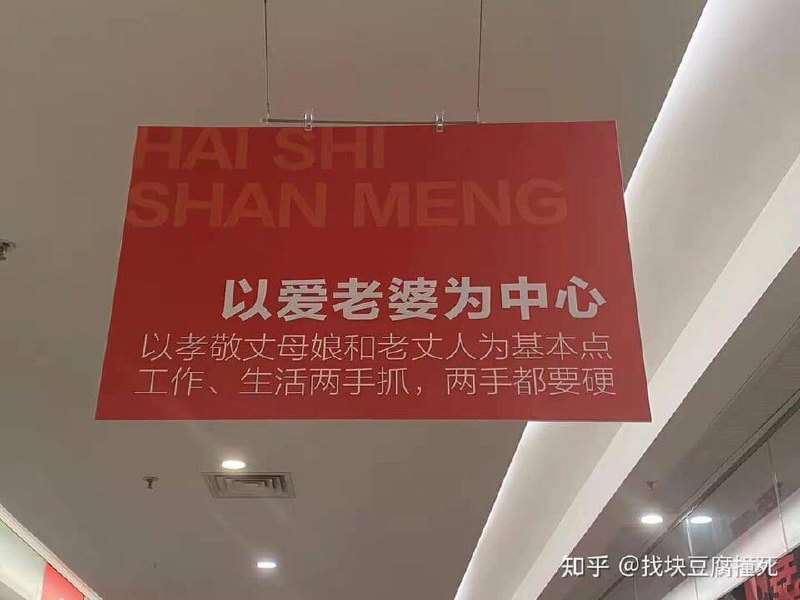 HAI SHI
SHAN MENG
以爱老婆为中心
以孝敬丈母娘和老丈人为基本点
工作、生活两手抓，两手都要硬
知乎 @找块豆腐撞死